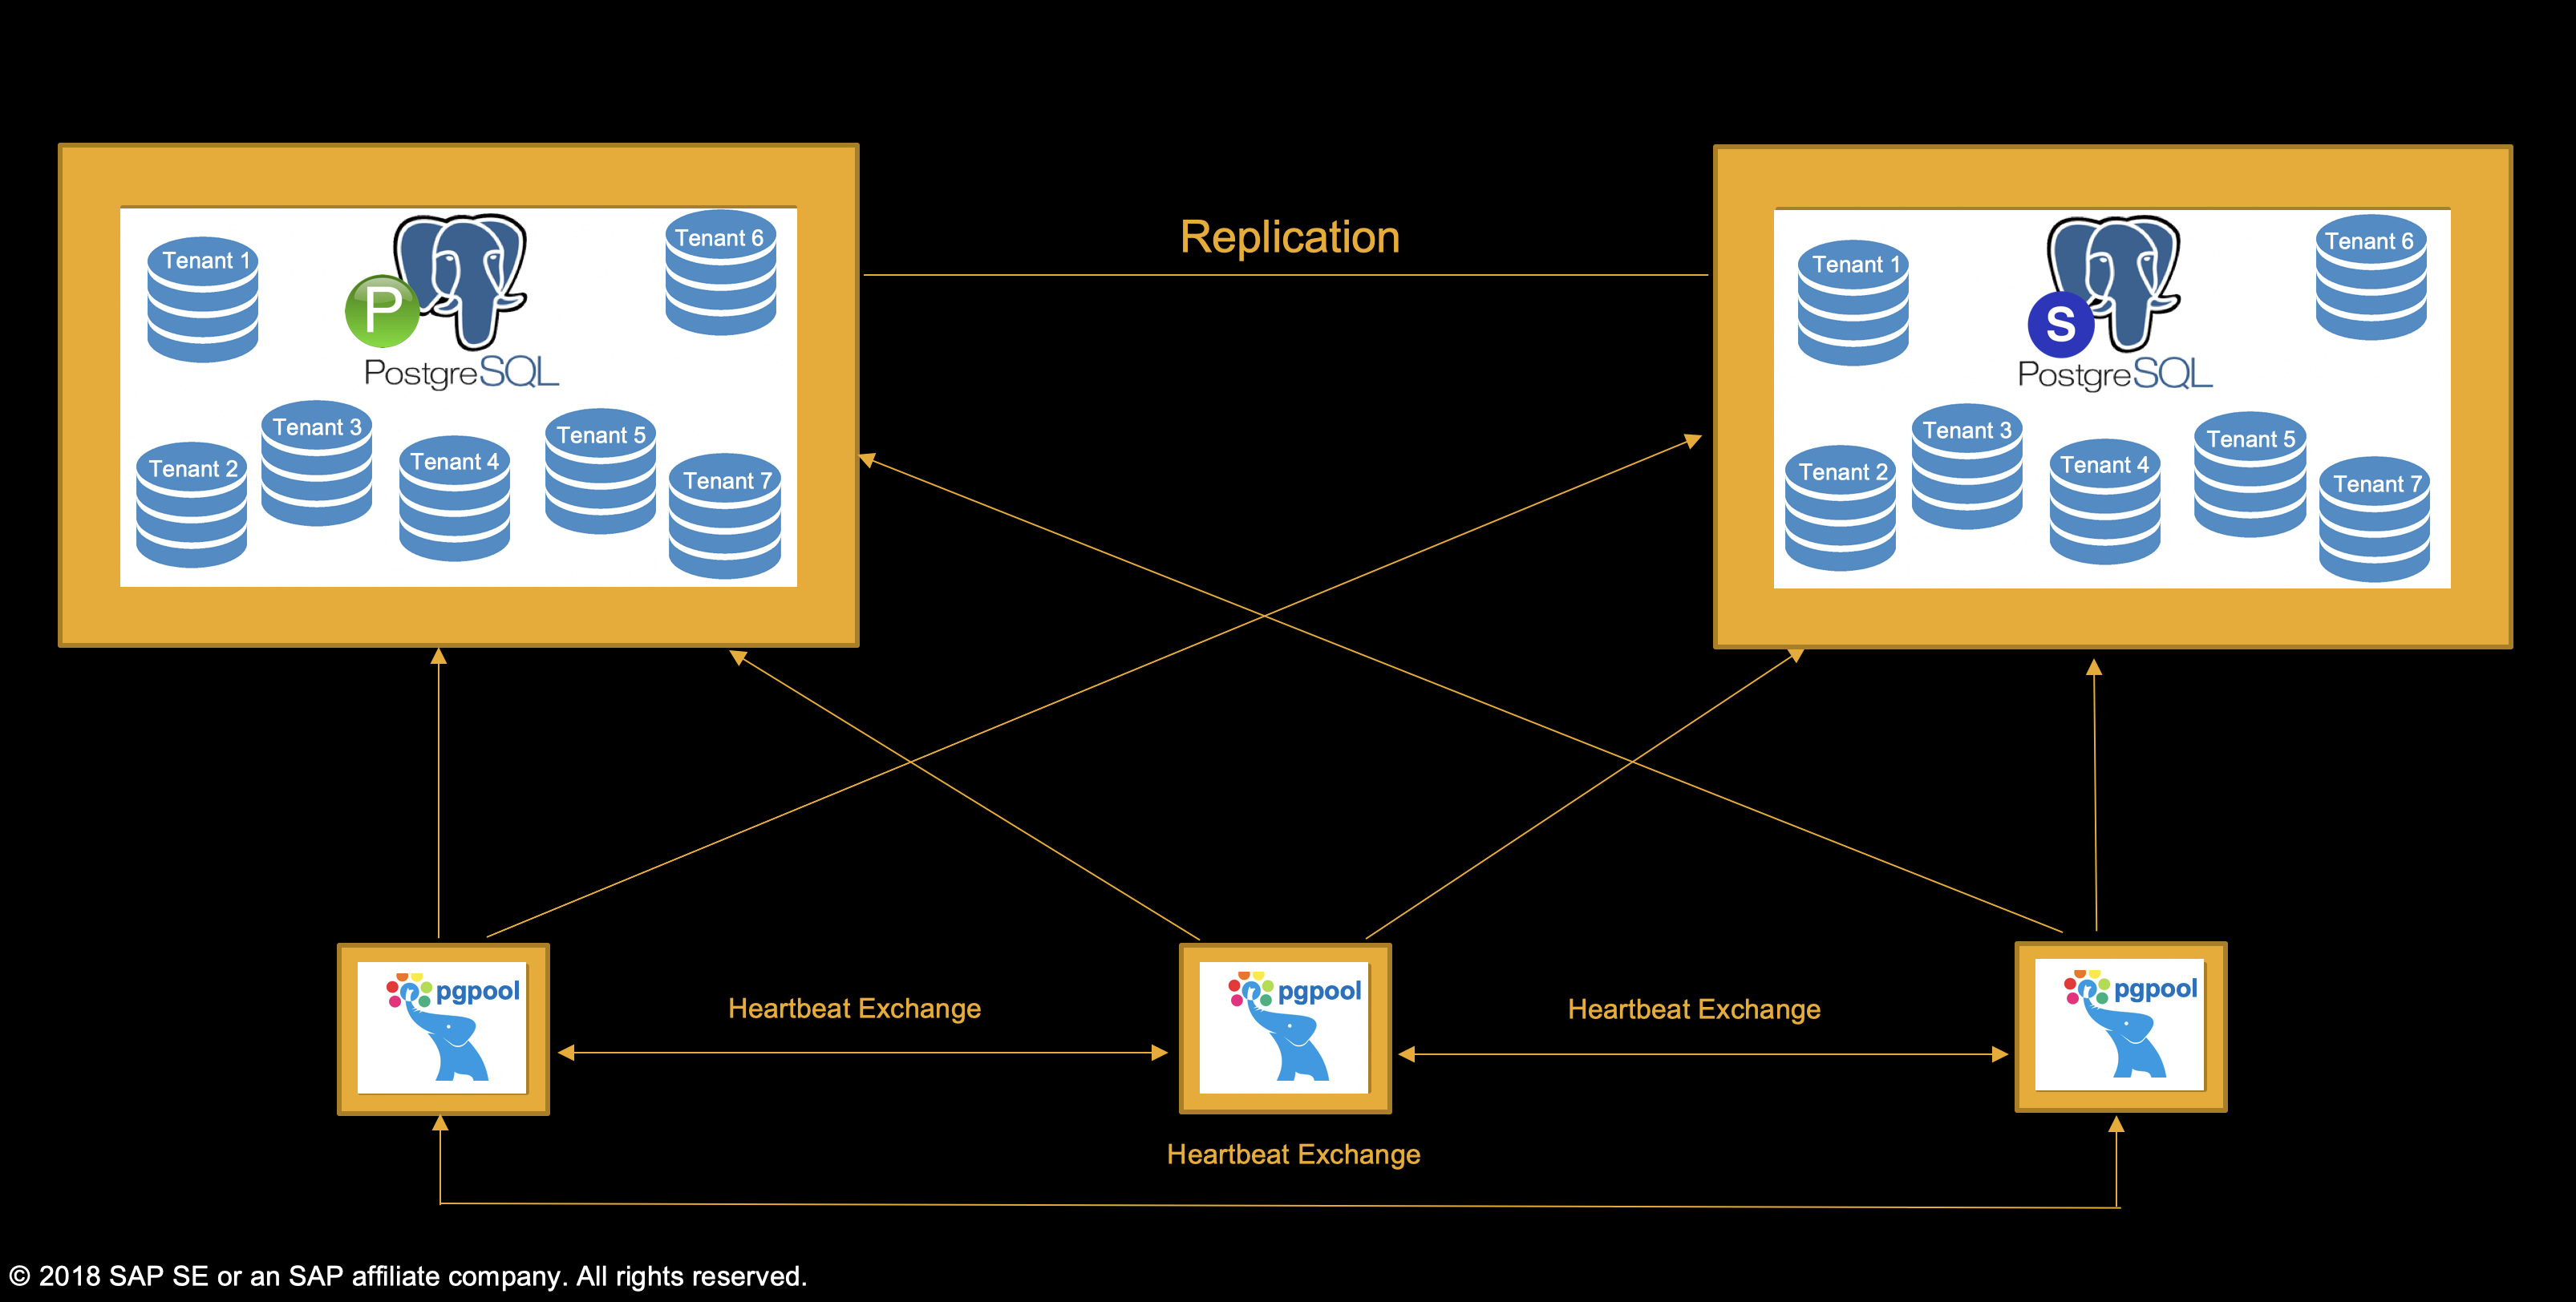 Replication
Tenant 1
Tenant 6
P
PostgreSQL
Tenant 3
Tenant 5
Tenant 4
Tenant 2
Tenant 7
Tenant 1
Tenant 6
S
PostgreSQL
Tenant 3
Tenant 5
Tenant 4
Tenant 2
Tenant 7
pgpool
Heartbeat Exchange
pgpool
Heartbeat Exchange
pgpool
Heartbeat Exchange
© 2018 SAP SE or an SAP affiliate company. All rights reserved.